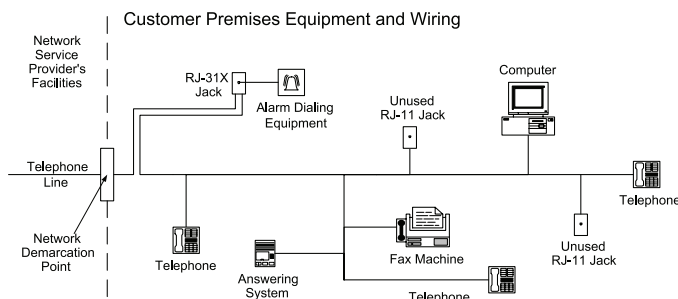 Customer Premises Equipment and Wiring
Network
Service
Provider's
Facilities
RJ-31X
Jack
Alarm Dialing
Equipment
Unused
RJ-11 Jack
Computer
Telephone
Line
Network
Demarcation
Point
Telephone
Answering
System
Fax Machine
Telephone
Unused
RJ-11 Jack
Telephone